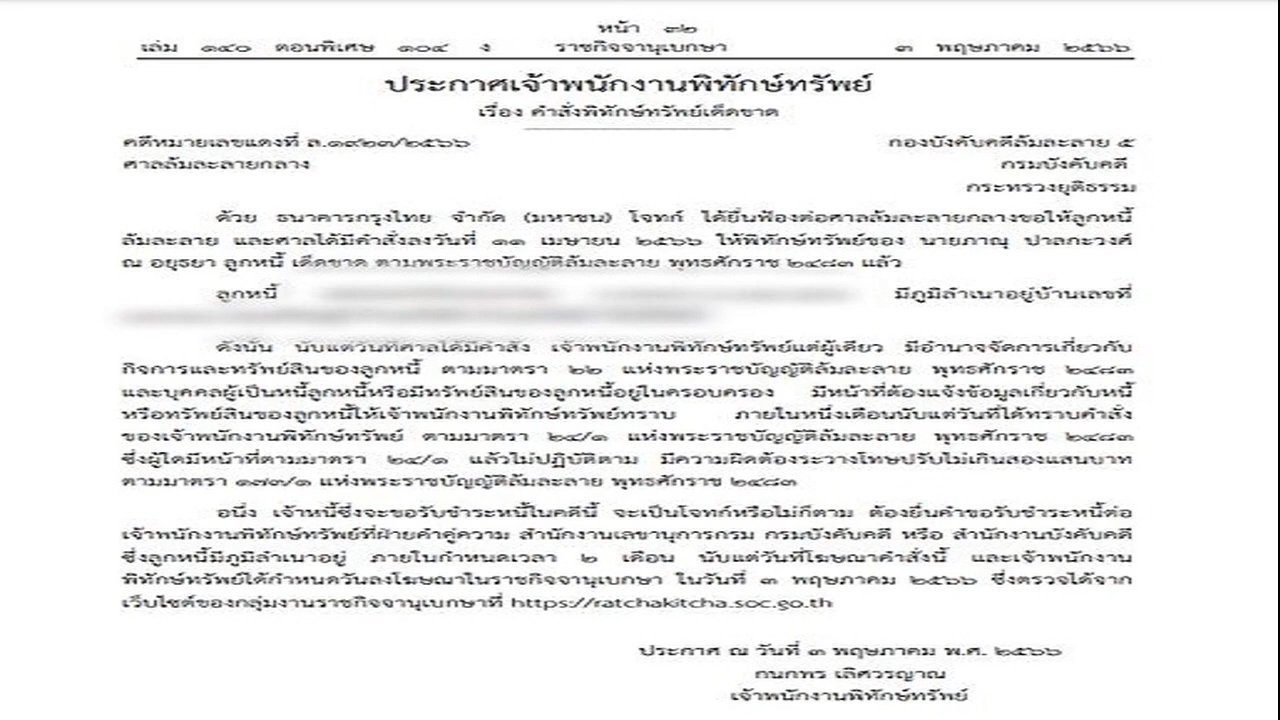 หน้า ๓๒
เล่ม ๑๔๐ ตอนพิเศษ ๑๐๔ ง ราชกิจจานุเบกษา ๓ พฤษภาคม ๒๕๖๖
ประกาศเจ้าพนักงานพิทักษ์ทรัพย์
เรื่อง คำสั่งพิทักษ์ทรัพย์เด็ดขาด
คดีหมายเลขแดงที่ ล.๑๙๒๓/๒๕๖๖ กองบังคับคดีล้มละลาย ๕
ศาลล้มละลายกลาง กรมบังคับคดี
กระทรวงยุติธรรม
ด้วย ธนาคารกรุงไทย จำกัด (มหาชน) โจทก์ ได้ยื่นฟ้องต่อศาลล้มละลายกลางขอให้ลูกหนี้
ล้มละลาย และศาลได้มีคำสั่งลงวันที่ ๑๑ เมษายน ๒๕๖๖ ให้พิทักษ์ทรัพย์ของ นายภาณุ ปาลกะวงศ์
ณ อยุธยา ลูกหนี้ เด็ดขาด ตามพระราชบัญญัติล้มละลาย พุทธศักราช ๒๔๘๓ แล้ว
ลูกหนี้ มีภูมิลำเนาอยู่บ้านเลขที่
ดังนั้น นับแต่วันที่ศาลได้มีคำสั่ง เจ้าพนักงานพิทักษ์ทรัพย์แต่ผู้เดียว มีอำนาจจัดการเกี่ยวกับ
กิจการและทรัพย์สินของลูกหนี้ ตามมาตรา ๒๒ แห่งพระราชบัญญัติล้มละลาย พุทธศักราช ๒๔๘๓
และบุคคลผู้เป็นหนี้ลูกหนี้หรือมีทรัพย์สินของลูกหนี้อยู่ในครอบครอง มีหน้าที่ต้องแจ้งข้อมูลเกี่ยวกับหนี้
หรือทรัพย์สินของลูกหนี้ให้เจ้าพนักงานพิทักษ์ทรัพย์ทราบ ภายในหนึ่งเดือนนับแต่วันที่ได้ทราบคำสั่ง
ของเจ้าพนักงานพิทักษ์ทรัพย์ ตามมาตรา ๒๔/๑ แห่งพระราชบัญญัติล้มละลาย พุทธศักราช ๒๔๘๓
ซึ่งผู้ใดมีหน้าที่ตามมาตรา ๒๔/๑ แล้วไม่ปฏิบัติตาม มีความผิดต้องระวางโทษปรับไม่เกินสองแสนบาท
ตามมาตรา ๑๗๓/๑ แห่งพระราชบัญญัติล้มละลาย พุทธศักราช ๒๔๘๓
อนึ่ง เจ้าหนี้ซึ่งจะขอรับชำระหนี้ในคดีนี้ จะเป็นโจทก์หรือไม่ก็ตาม ต้องยื่นคำขอรับชำระหนี้ต่อ
เจ้าพนักงานพิทักษ์ทรัพย์ที่ฝ่ายคำคู่ความ สำนักงานเลขานุการกรม กรมบังคับคดี หรือ สำนักงานบังคับคดี
ซึ่งลูกหนี้มีภูมิลำเนาอยู่ ภายในกำหนดเวลา ๒ เดือน นับแต่วันที่โฆษณาคำสั่งนี้ และเจ้าพนักงาน
พิทักษ์ทรัพย์ได้กำหนดวันลงโฆษณาในราชกิจจานุเบกษา ในวันที่ ๓ พฤษภาคม ๒๕๖๖ ซึ่งตรวจได้จาก
เว็บไซต์ของกลุ่มงานราชกิจจานุเบกษาที่ https://ratchakitcha.soc.go.th
ประกาศ ณ วันที่ ๓ พฤษภาคม พ.ศ. ๒๕๖๖
กนกพร เลิศวรญาณ
เจ้าพนักงานพิทักษ์ทรัพย์